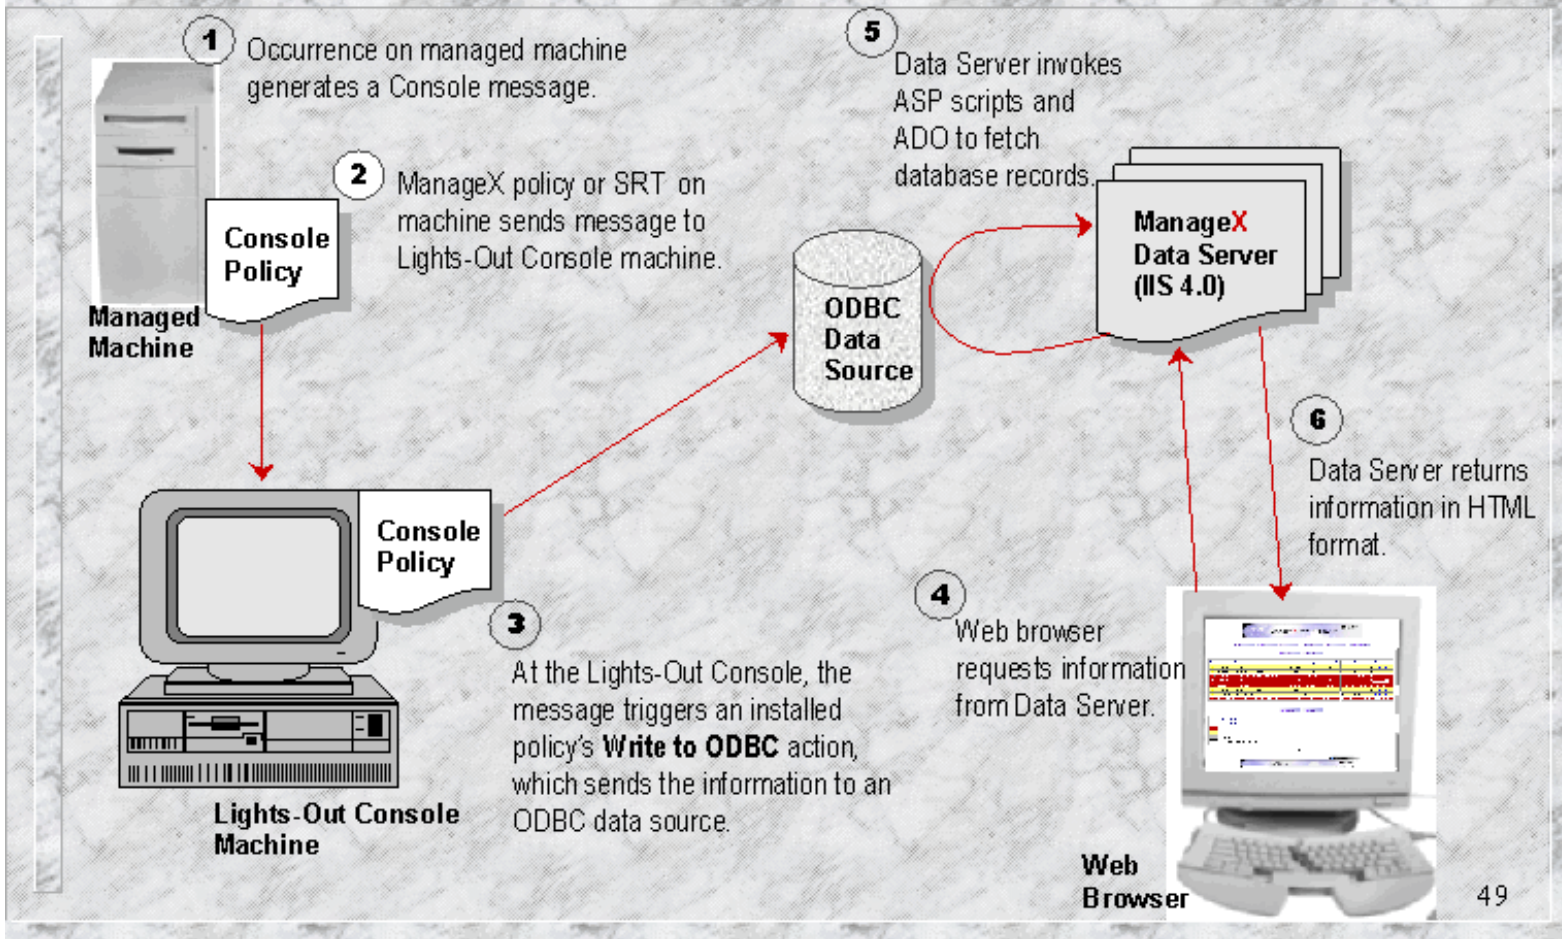 1
Occurrence on managed machine
generates a Console message.
2
ManageX policy or SRT on
machine sends message to
Lights-Out Console machine.
Console
Policy
Managed
Machine
Console
Policy
3
At the Lights-Out Console, the
message triggers an installed
policy's Write to ODBC action,
which sends the information to an
ODBC data source.
Lights-Out Console
Machine
ODBC
Data
Source
4
Web browser
requests information
from Data Server.
5
Data Server invokes
ASP scripts and
ADO to fetch
database records.
ManageX
Data Server
(IIS 4.0)
6
Data Server returns
information in HTML
format.
Web
Browser
49